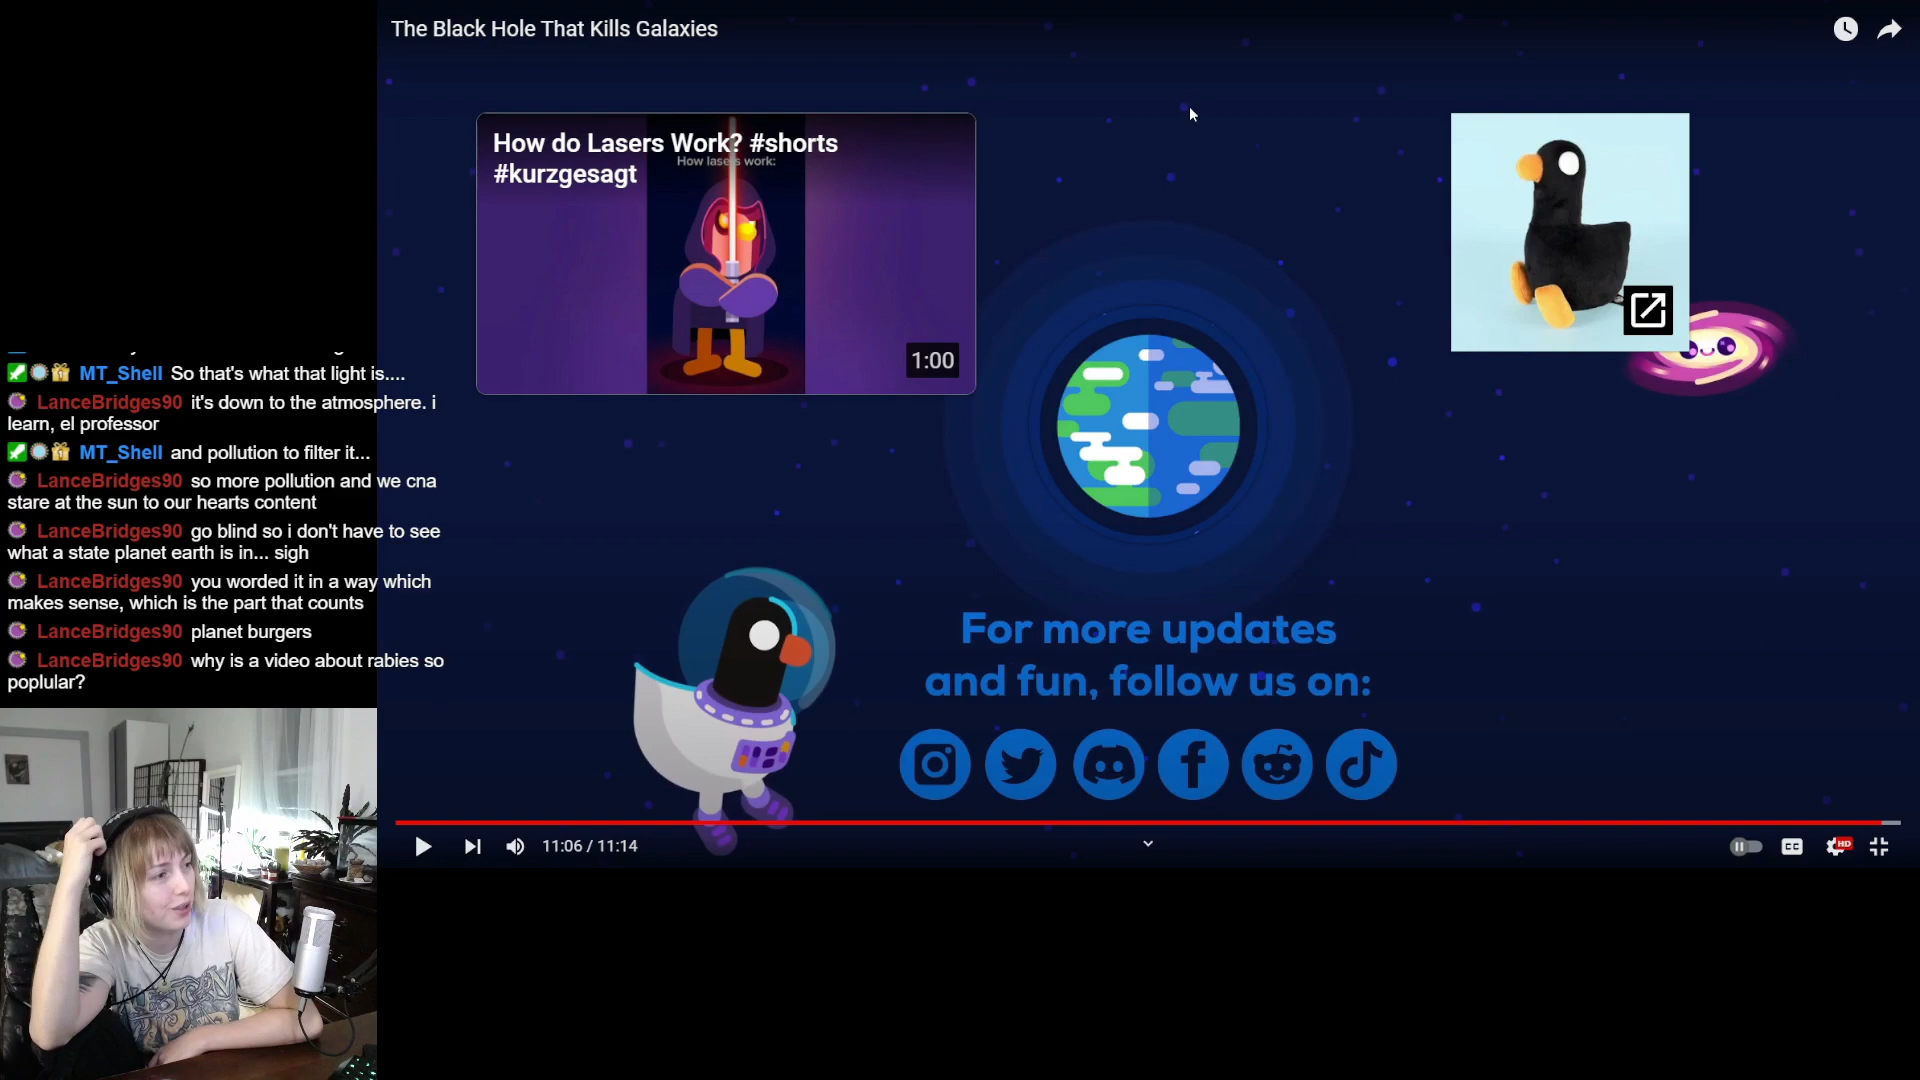 The Black Hole That Kills Galaxies
How do Lasers Work? #shorts
#kurzgesagt
How lasers work:
1:00
MT_Shell So that's what that light is....
LanceBridges90 it's down to the atmosphere. i
learn, el professor
MT_Shell and pollution to filter it...
LanceBridges90 so more pollution and we cna
stare at the sun to our hearts content
LanceBridges90 go blind so i don't have to see
what a state planet earth is in... sigh
LanceBridges90 you worded it in a way which
makes sense, which is the part that counts
LanceBridges90 planet burgers
LanceBridges90 why is a video about rabies so
poplular?
For more updates
and fun, follow us on:
11:06 / 11:14
CC
HD